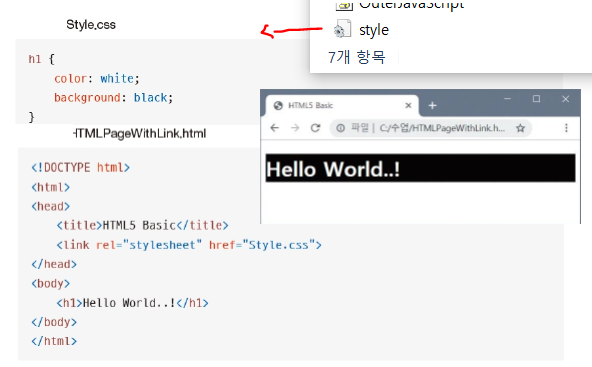 Style.css
h1 {
color: white;
background: black;
}
HTMLPageWithLink.html
<!DOCTYPE html>
<html>
<head>
<title>HTML5 Basic</title>
<link rel="stylesheet" href="Style.css">
</head>
<body>
<h1>Hello World..!</h1>
</body>
</html>
OuterJavaScript
style
7개 항목
HTML5 Basic
파일 | C:/수업/HTMLPageWithLink.h...
Hello World..!